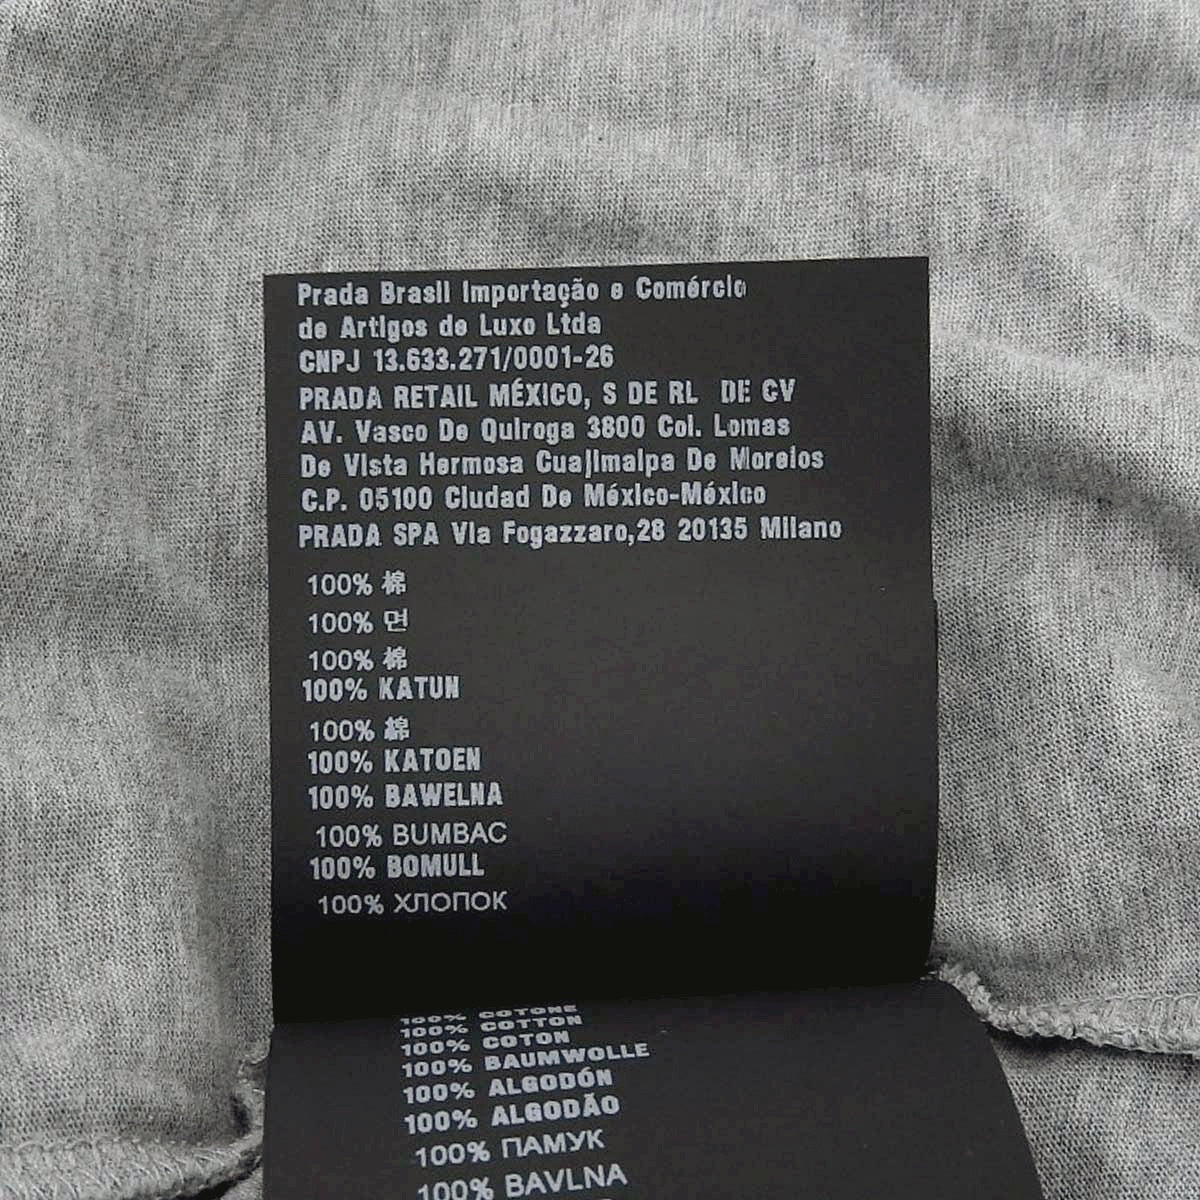 Prada Brasil Importação e Comércio
de Artigos de Luxo Ltda
CNPJ 13.633.271/0001-26
PRADA RETAIL MÉXICO, S DE RL DE CV
AV. Vasco De Quiroga 3800 Col. Lomas
De Vista Hermosa Cuajimalpa De Morelos
C.P. 05100 Ciudad De México-México
PRADA SPA Via Fogazzaro,28 20135 Milano
100% 棉
100% 면
100% 棉
100% KATUN
100% 綿
100% KATOEN
100% BAWELNA
100% BUMBAC
100% BOMULL
100% ХЛОПОК
100% COTONE
100% COTTON
100% COTON
100% BAUMWOLLE
100% ALGODÓN
100% ALGODÃO
100% ПАМУК
100% BAVLNA